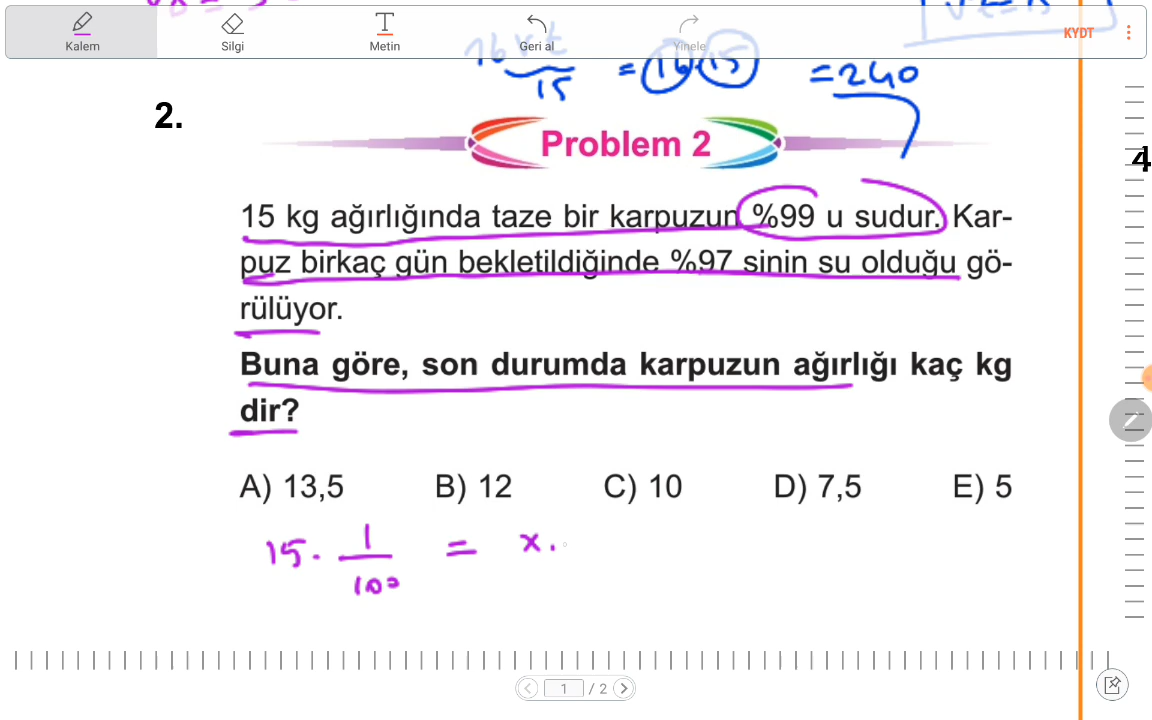 Kalem
Silgi
Metin
Geri al
Yinele
KYDT
15
= 16 . 15 = 240
2.
Problem 2
4
15 kg ağırlığında taze bir karpuzun %99 u sudur. Kar-
puz birkaç gün bekletildiğinde %97 sinin su olduğu gö-
rülüyor.
Buna göre, son durumda karpuzun ağırlığı kaç kg
dir?
A) 13,5 B) 12 C) 10 D) 7,5 E) 5
15 . 1/100 = x .
1 / 2